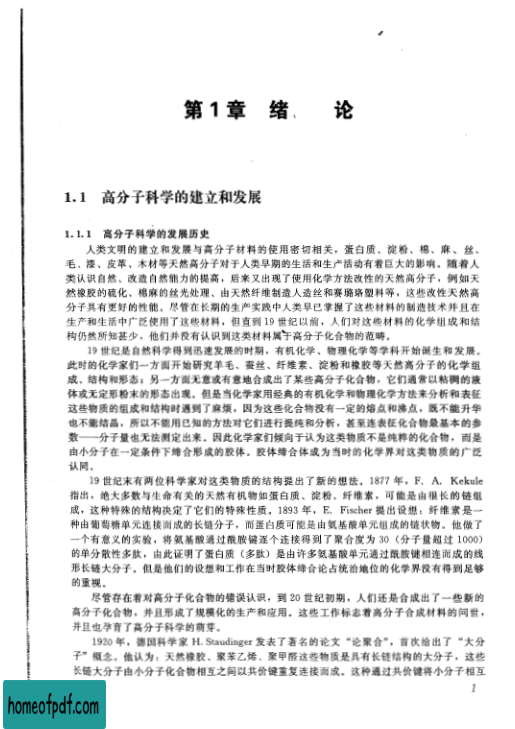 第1章 绪 论
1.1 高分子科学的建立和发展
1.1.1 高分子科学的发展历史
人类文明的建立和发展与高分子材料的使用密切相关，蛋白质、淀粉、棉、麻、丝、
毛、漆、皮革、木材等天然高分子对于人类早期的生活和生产活动有着巨大的影响。随着人
类认识自然、改造自然能力的提高，后来又出现了使用化学方法改性的天然高分子，例如天
然橡胶的硫化、棉麻的丝光处理、由天然纤维制造人造丝和赛璐珞塑料等，这些改性天然高
分子具有更好的性能。尽管在长期的生产实践中人类早已掌握了这些材料的制造技术并且在
生产和生活中广泛使用了这些材料，但直到19世纪以前，人们对这些材料的化学组成和结
构仍然所知甚少，他们并没有认识到这类材料属于高分子化合物的范畴。
19世纪是自然科学得到迅速发展的时期，有机化学、物理化学等学科开始诞生和发展。
此时的化学家们一方面开始研究羊毛、蚕丝、纤维素、淀粉和橡胶等天然高分子的化学组
成、结构和形态；另一方面无意或有意地合成出了某些高分子化合物，它们通常以粘稠的液
体或无定形粉末的形态出现。但是当化学家用经典的有机化学和物理化学方法来分析和表征
这些物质的组成和结构时遇到了麻烦，因为这些化合物没有一定的熔点和沸点，既不能升华
也不能结晶，所以不能用已知的方法对它们进行提纯和分析，甚至连表征化合物最基本的参
数——分子量也无法测定出来。因此化学家们倾向于认为这类物质不是纯粹的化合物，而是
由小分子在一定条件下缔合形成的胶体。胶体缔合体成为当时的化学界对这类物质的广泛
认同。
19世纪末有两位科学家对这类物质的结构提出了新的想法。1877年，F. A. Kekule
指出，绝大多数与生命有关的天然有机物如蛋白质、淀粉、纤维素，可能是由很长的链组
成，这种特殊的结构决定了它们的特殊性质。1893年，E. Fischer提出设想：纤维素是一
种由葡萄糖单元连接而成的长链分子，而蛋白质可能是由氨基酸单元组成的链状物。他做了
一个有意义的实验，将氨基酸通过酰胺键逐个连接得到了聚合度为30（分子量超过1000）
的单分散性多肽，由此证明了蛋白质（多肽）是由许多氨基酸单元通过酰胺键相连而成的线
形长链大分子。但是他们的设想和工作在当时胶体缔合论占统治地位的化学界没有得到足够
的重视。
尽管存在着对高分子化合物的错误认识，到20世纪初期，人们还是合成出了一些新的
高分子化合物，并且形成了规模化的生产和应用。这些工作标志着高分子合成材料的问世，
并且也孕育了高分子科学的萌芽。
1920年，德国科学家H. Staudinger发表了著名的论文“论聚合”，首次给出了“大分
子”概念。他认为：天然橡胶、聚苯乙烯、聚甲醛这些物质是具有长链结构的大分子，这些
长链大分子由小分子化合物相互之间以共价键重复连接而成。这种通过共价键将小分子相互
1
homeofpdf.com